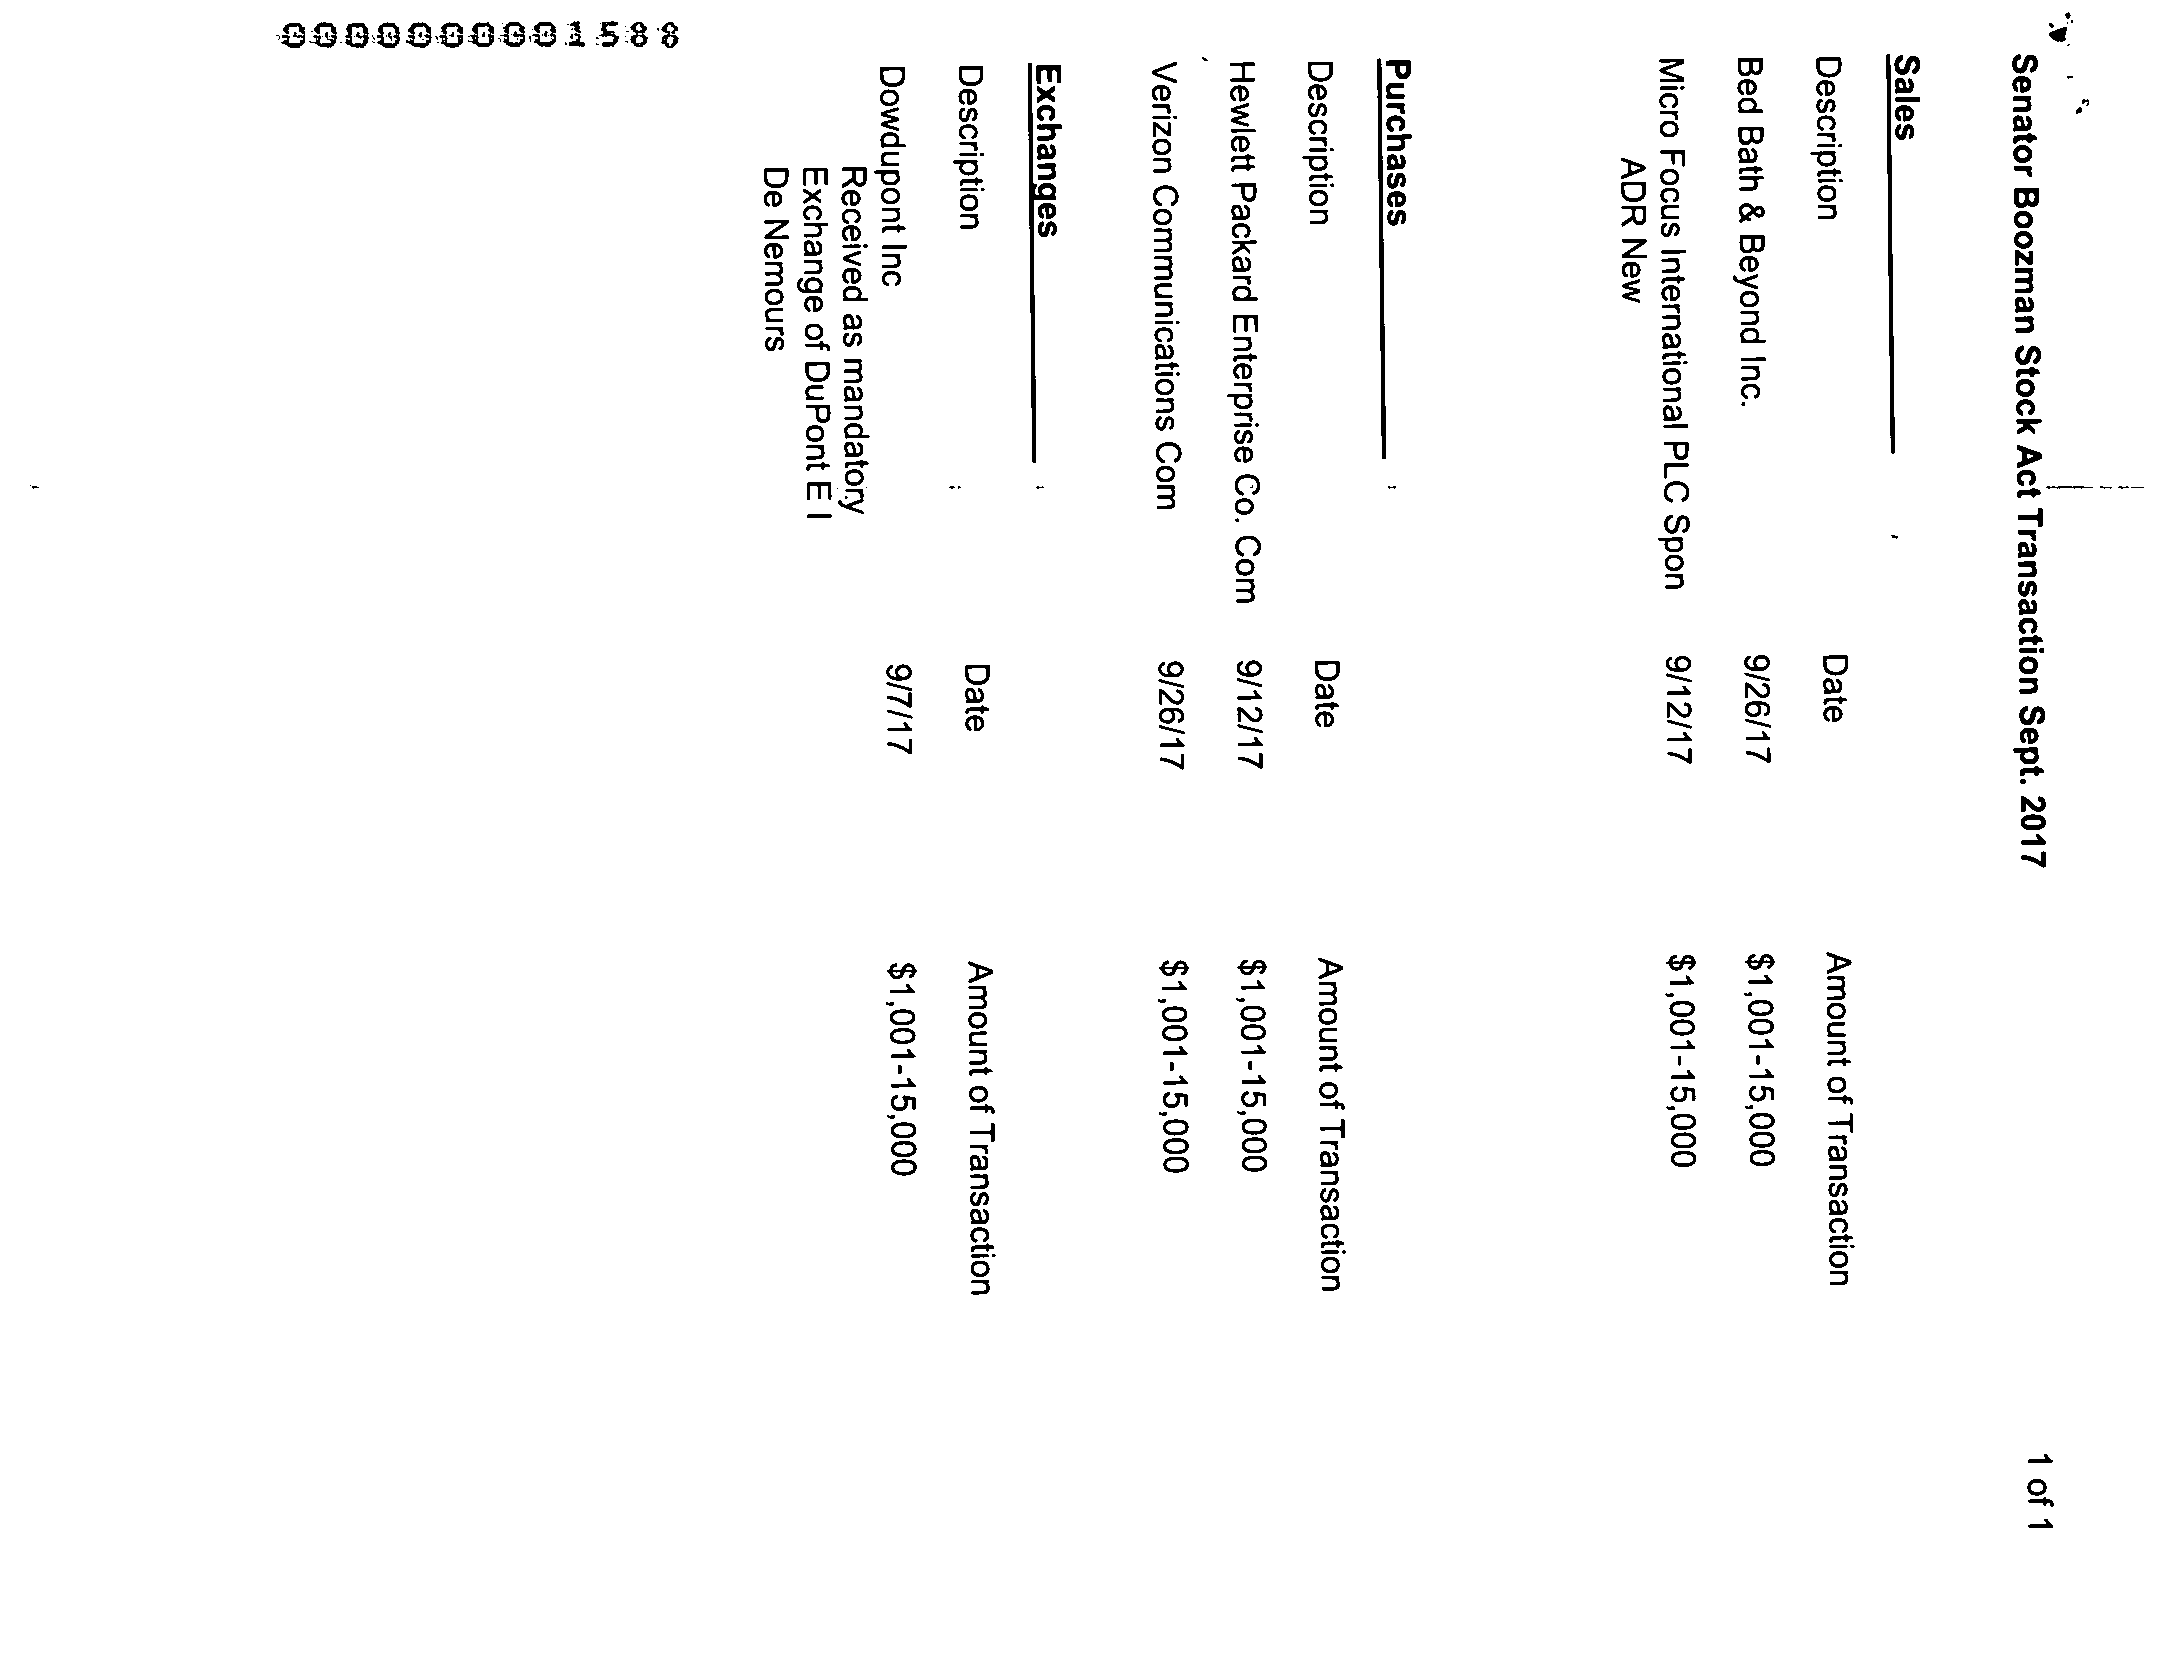 Senator Boozman Stock Act Transaction Sept. 2017 1 of 1
Sales
Description Date Amount of Transaction
Bed Bath & Beyond Inc. 9/26/17 $1,001-15,000
Micro Focus International PLC Spon 9/12/17 $1,001-15,000
ADR New
Purchases
Description Date Amount of Transaction
Hewlett Packard Enterprise Co. Com 9/12/17 $1,001-15,000
Verizon Communications Com 9/26/17 $1,001-15,000
Exchanges
Description Date Amount of Transaction
Dowdupont Inc 9/7/17 $1,001-15,000
Received as mandatory
Exchange of DuPont E I
De Nemours
0000000001588